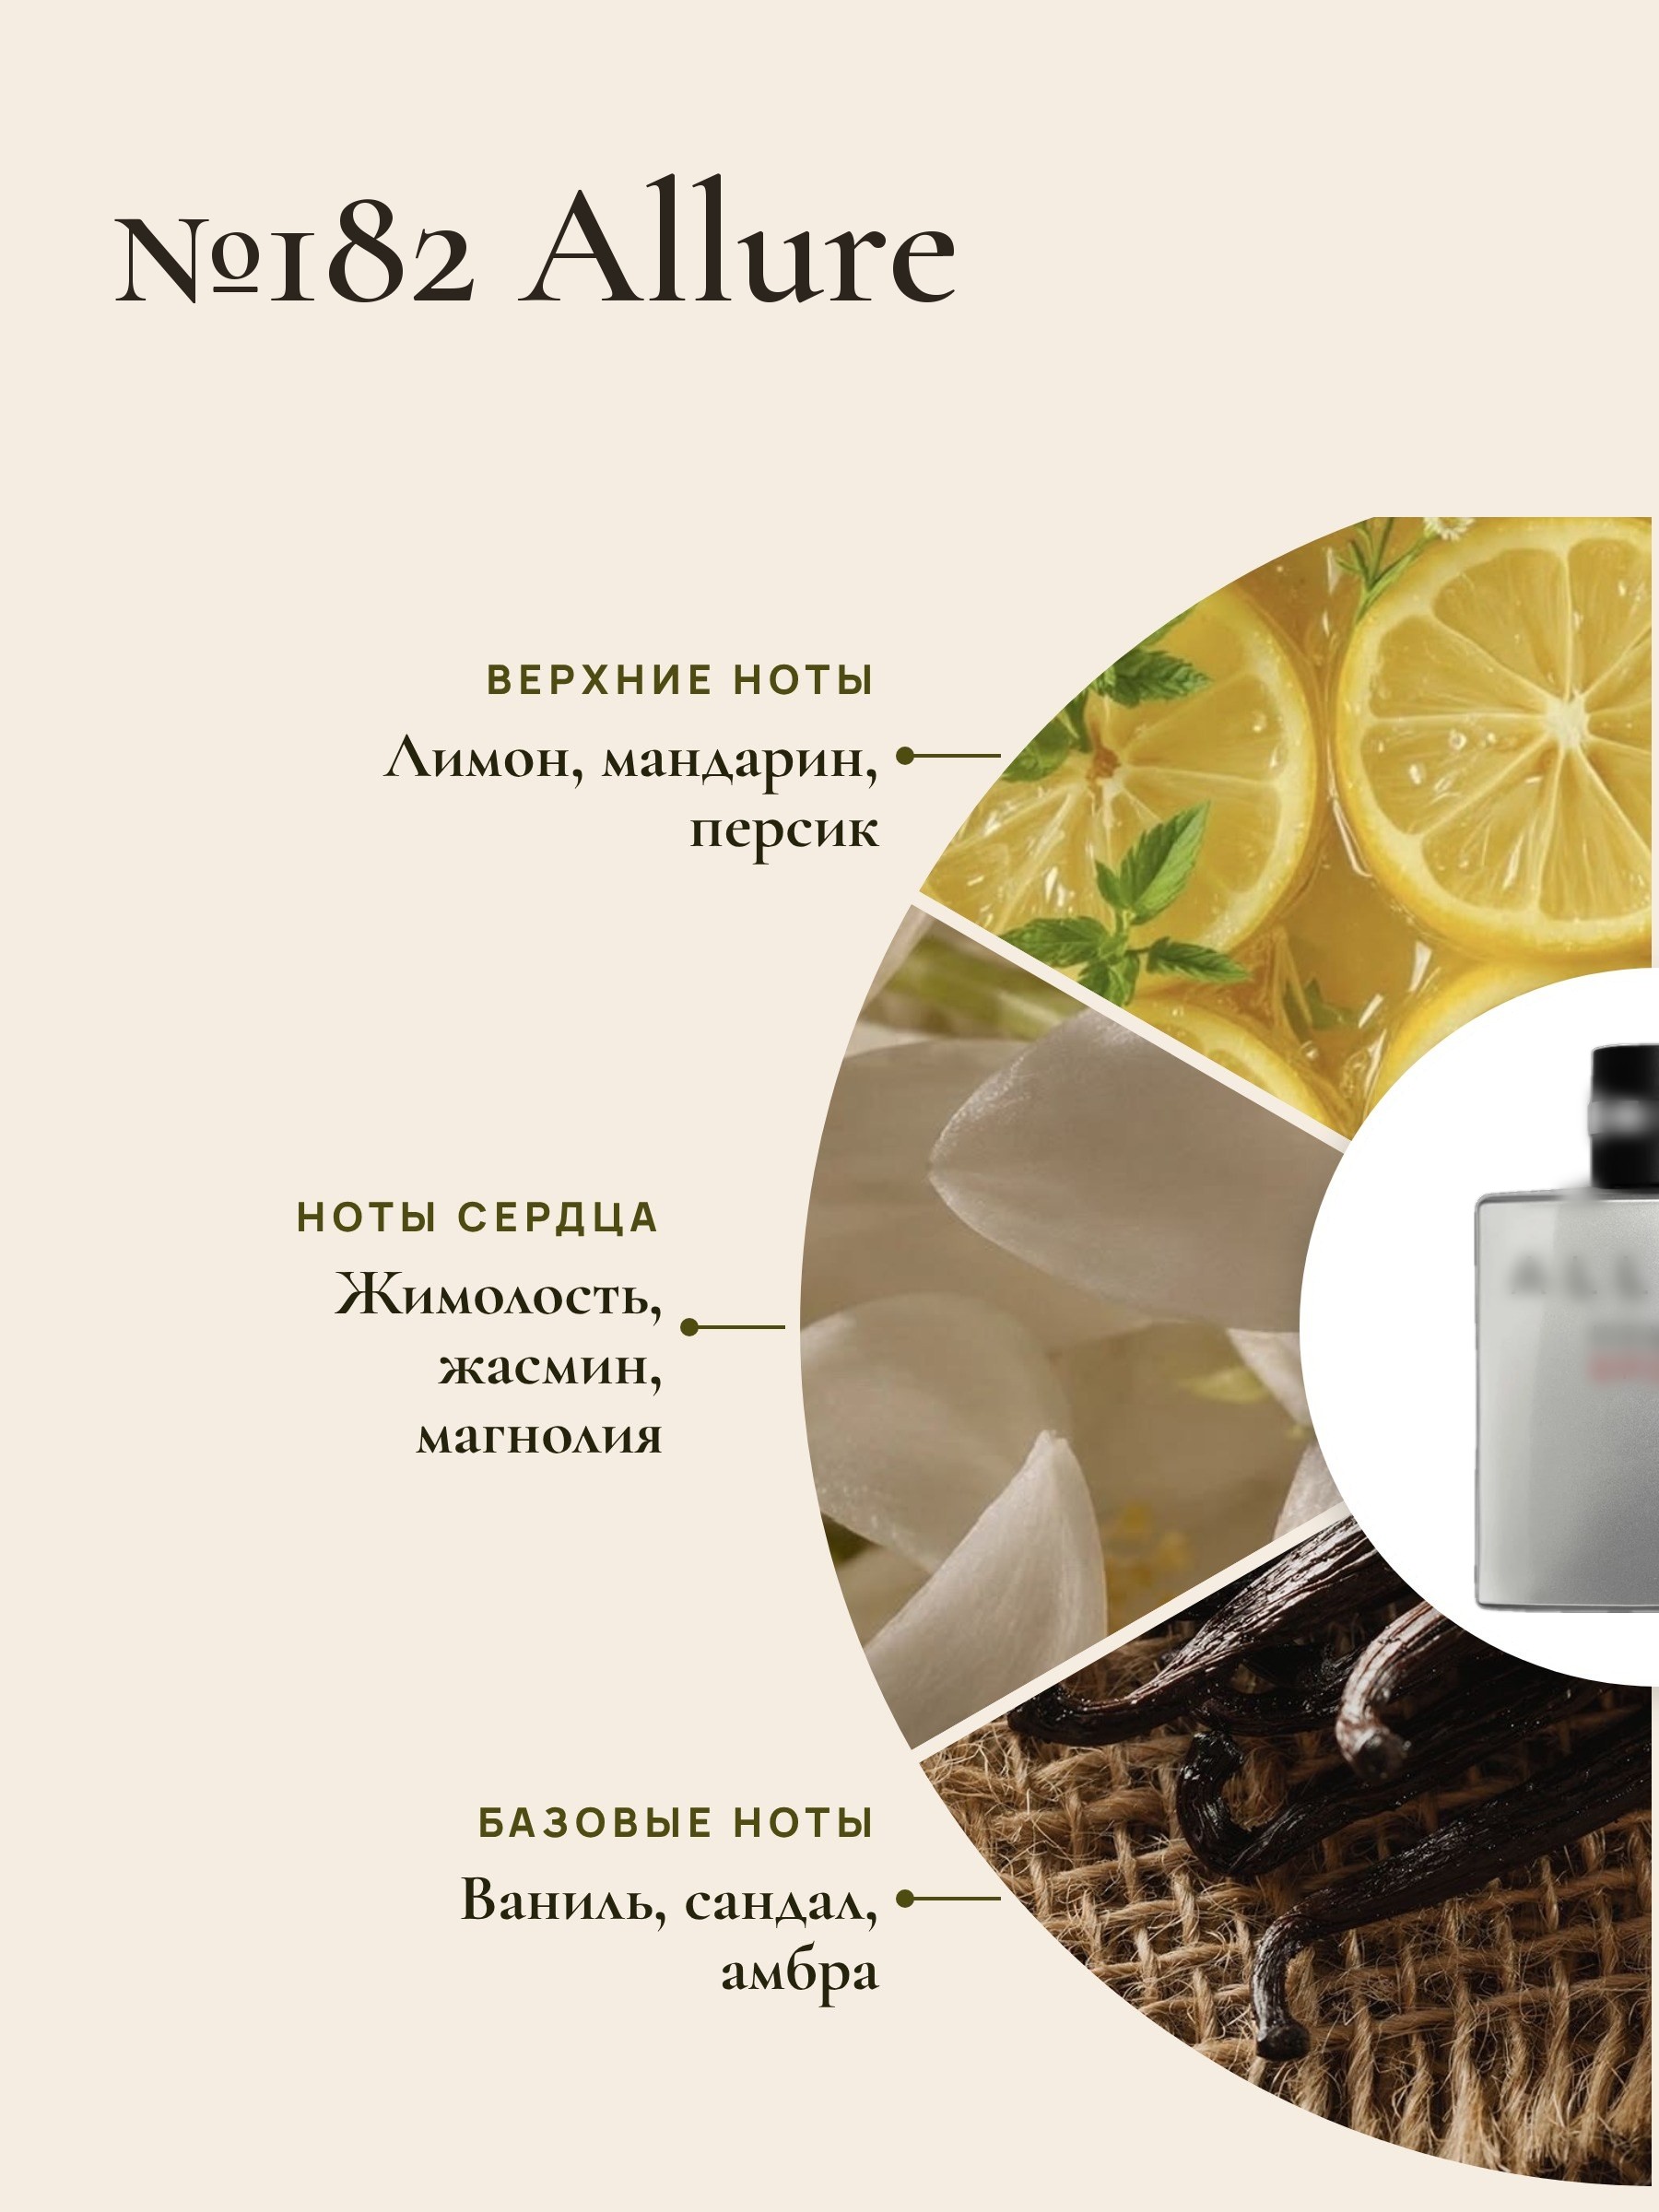 №182 Allure
ВЕРХНИЕ НОТЫ
Лимон, мандарин,
персик
НОТЫ СЕРДЦА
Жимолость,
жасмин,
магнолия
БАЗОВЫЕ НОТЫ
Ваниль, сандал,
амбра